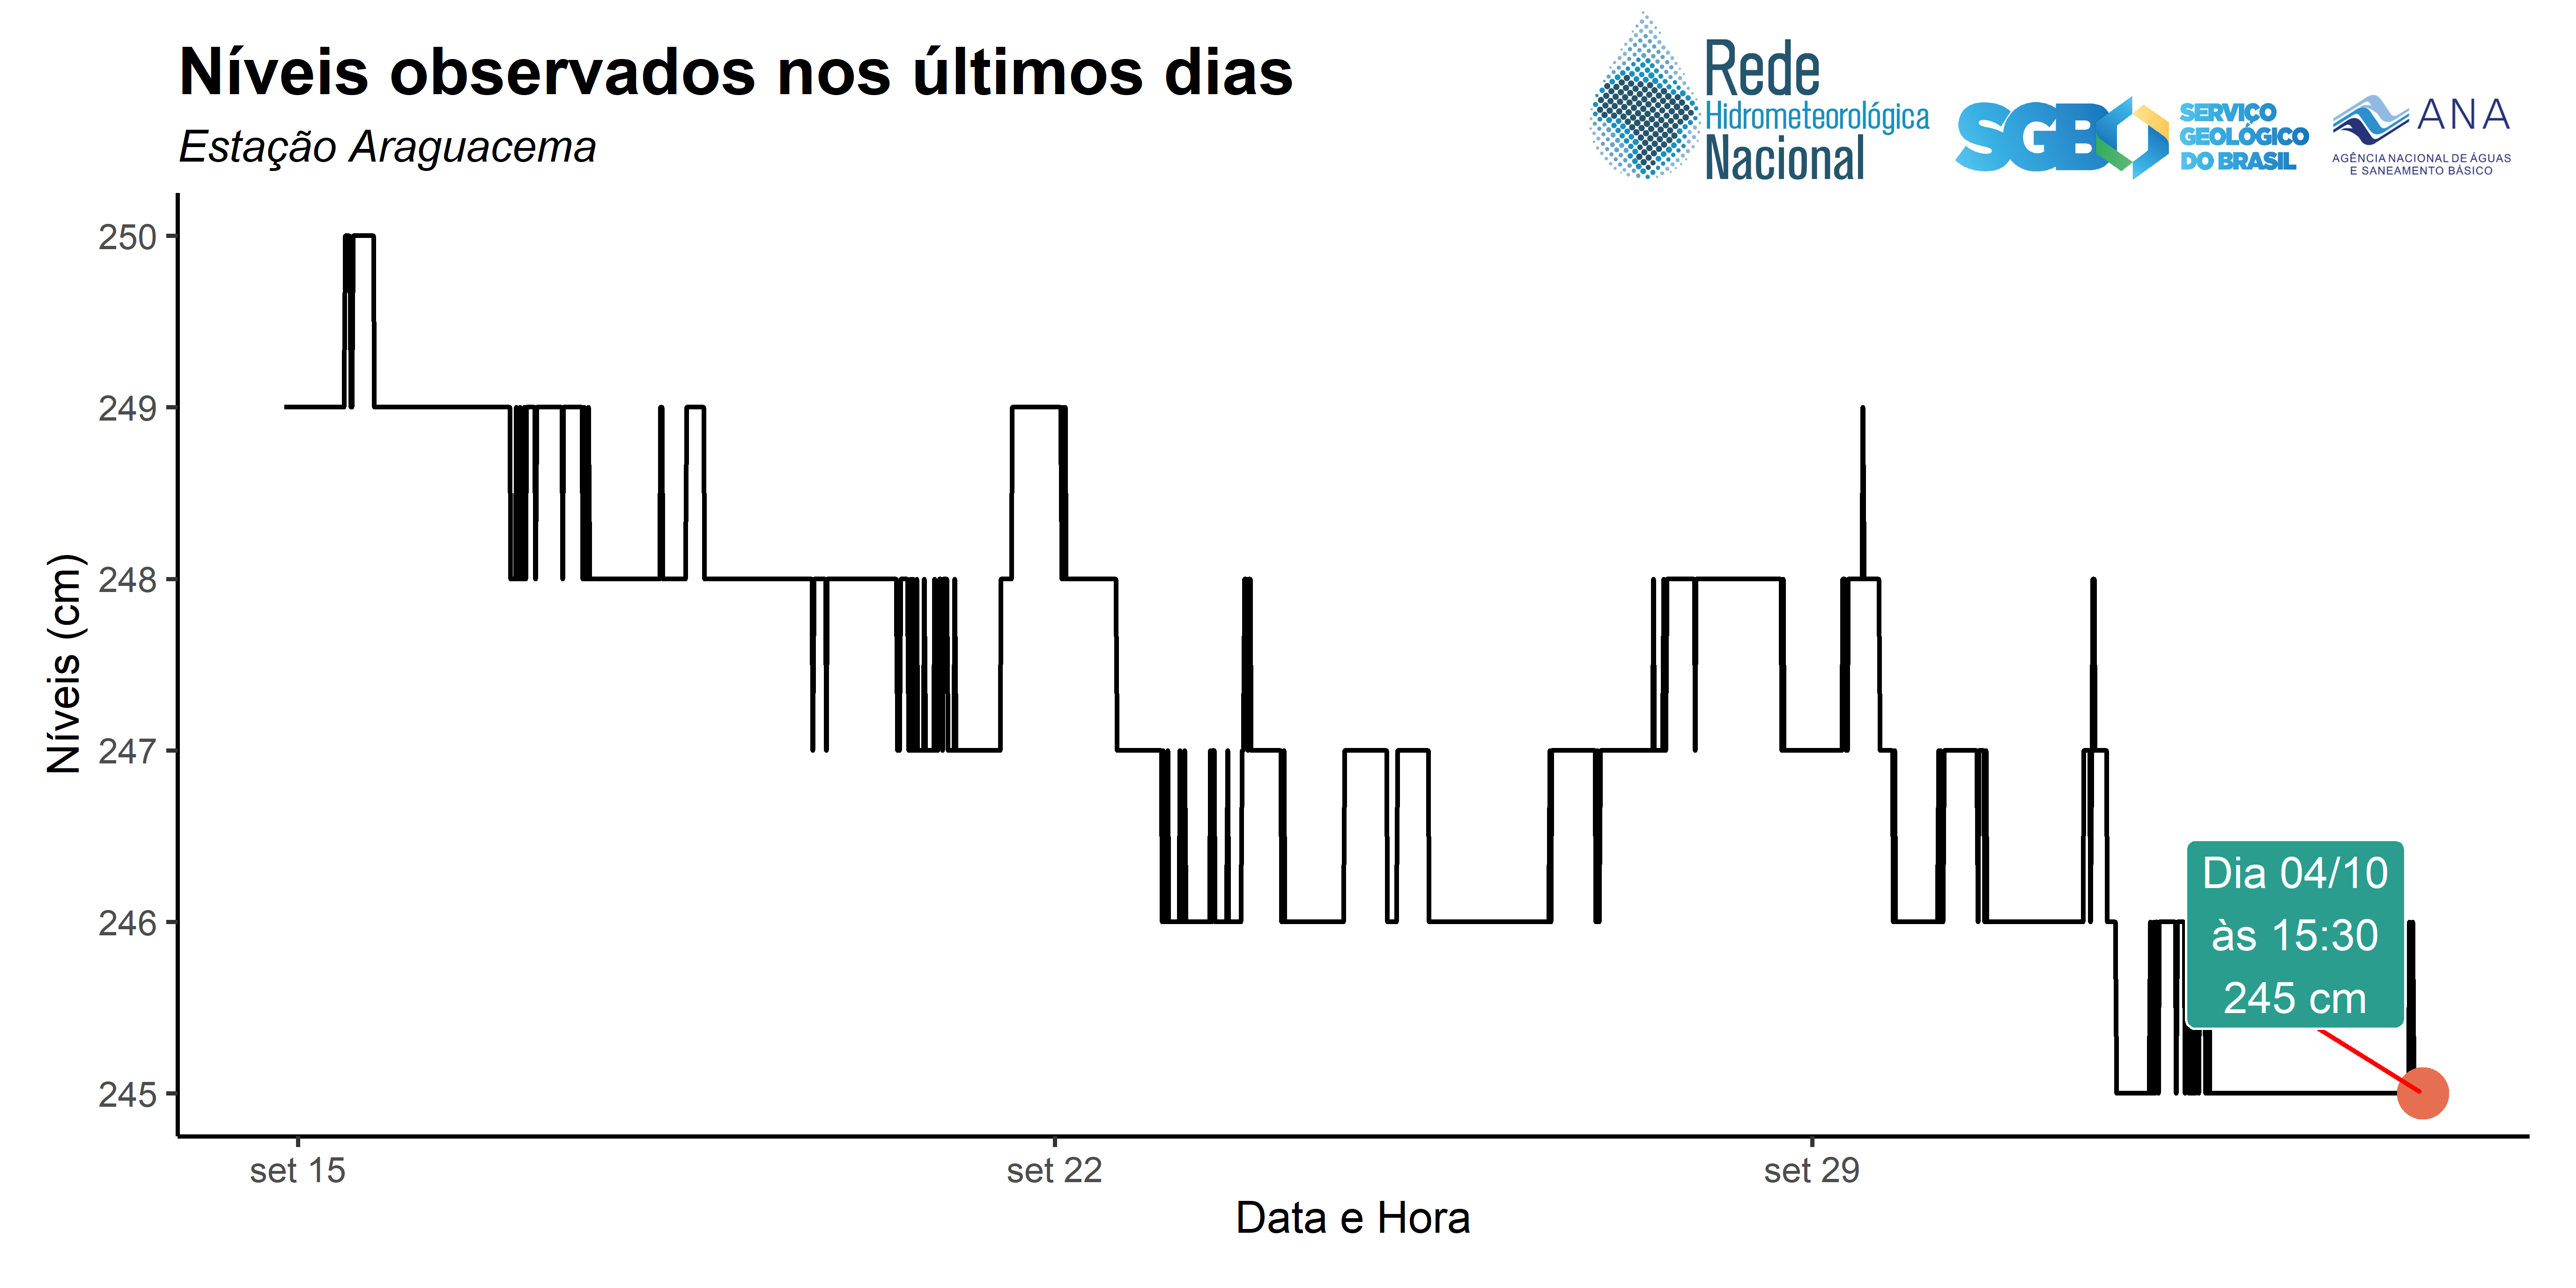 Níveis observados nos últimos dias
Estação Araguacema
Rede
Hidrometeorológica
Nacional
SGB
SERVIÇO
GEOLÓGICO
DO BRASIL
ANA
AGÊNCIA NACIONAL DE ÁGUAS
E SANEAMENTO BÁSICO
Níveis (cm)
250
249
248
247
246
245
Dia 04/10
às 15:30
245 cm
set 15
set 22
set 29
Data e Hora